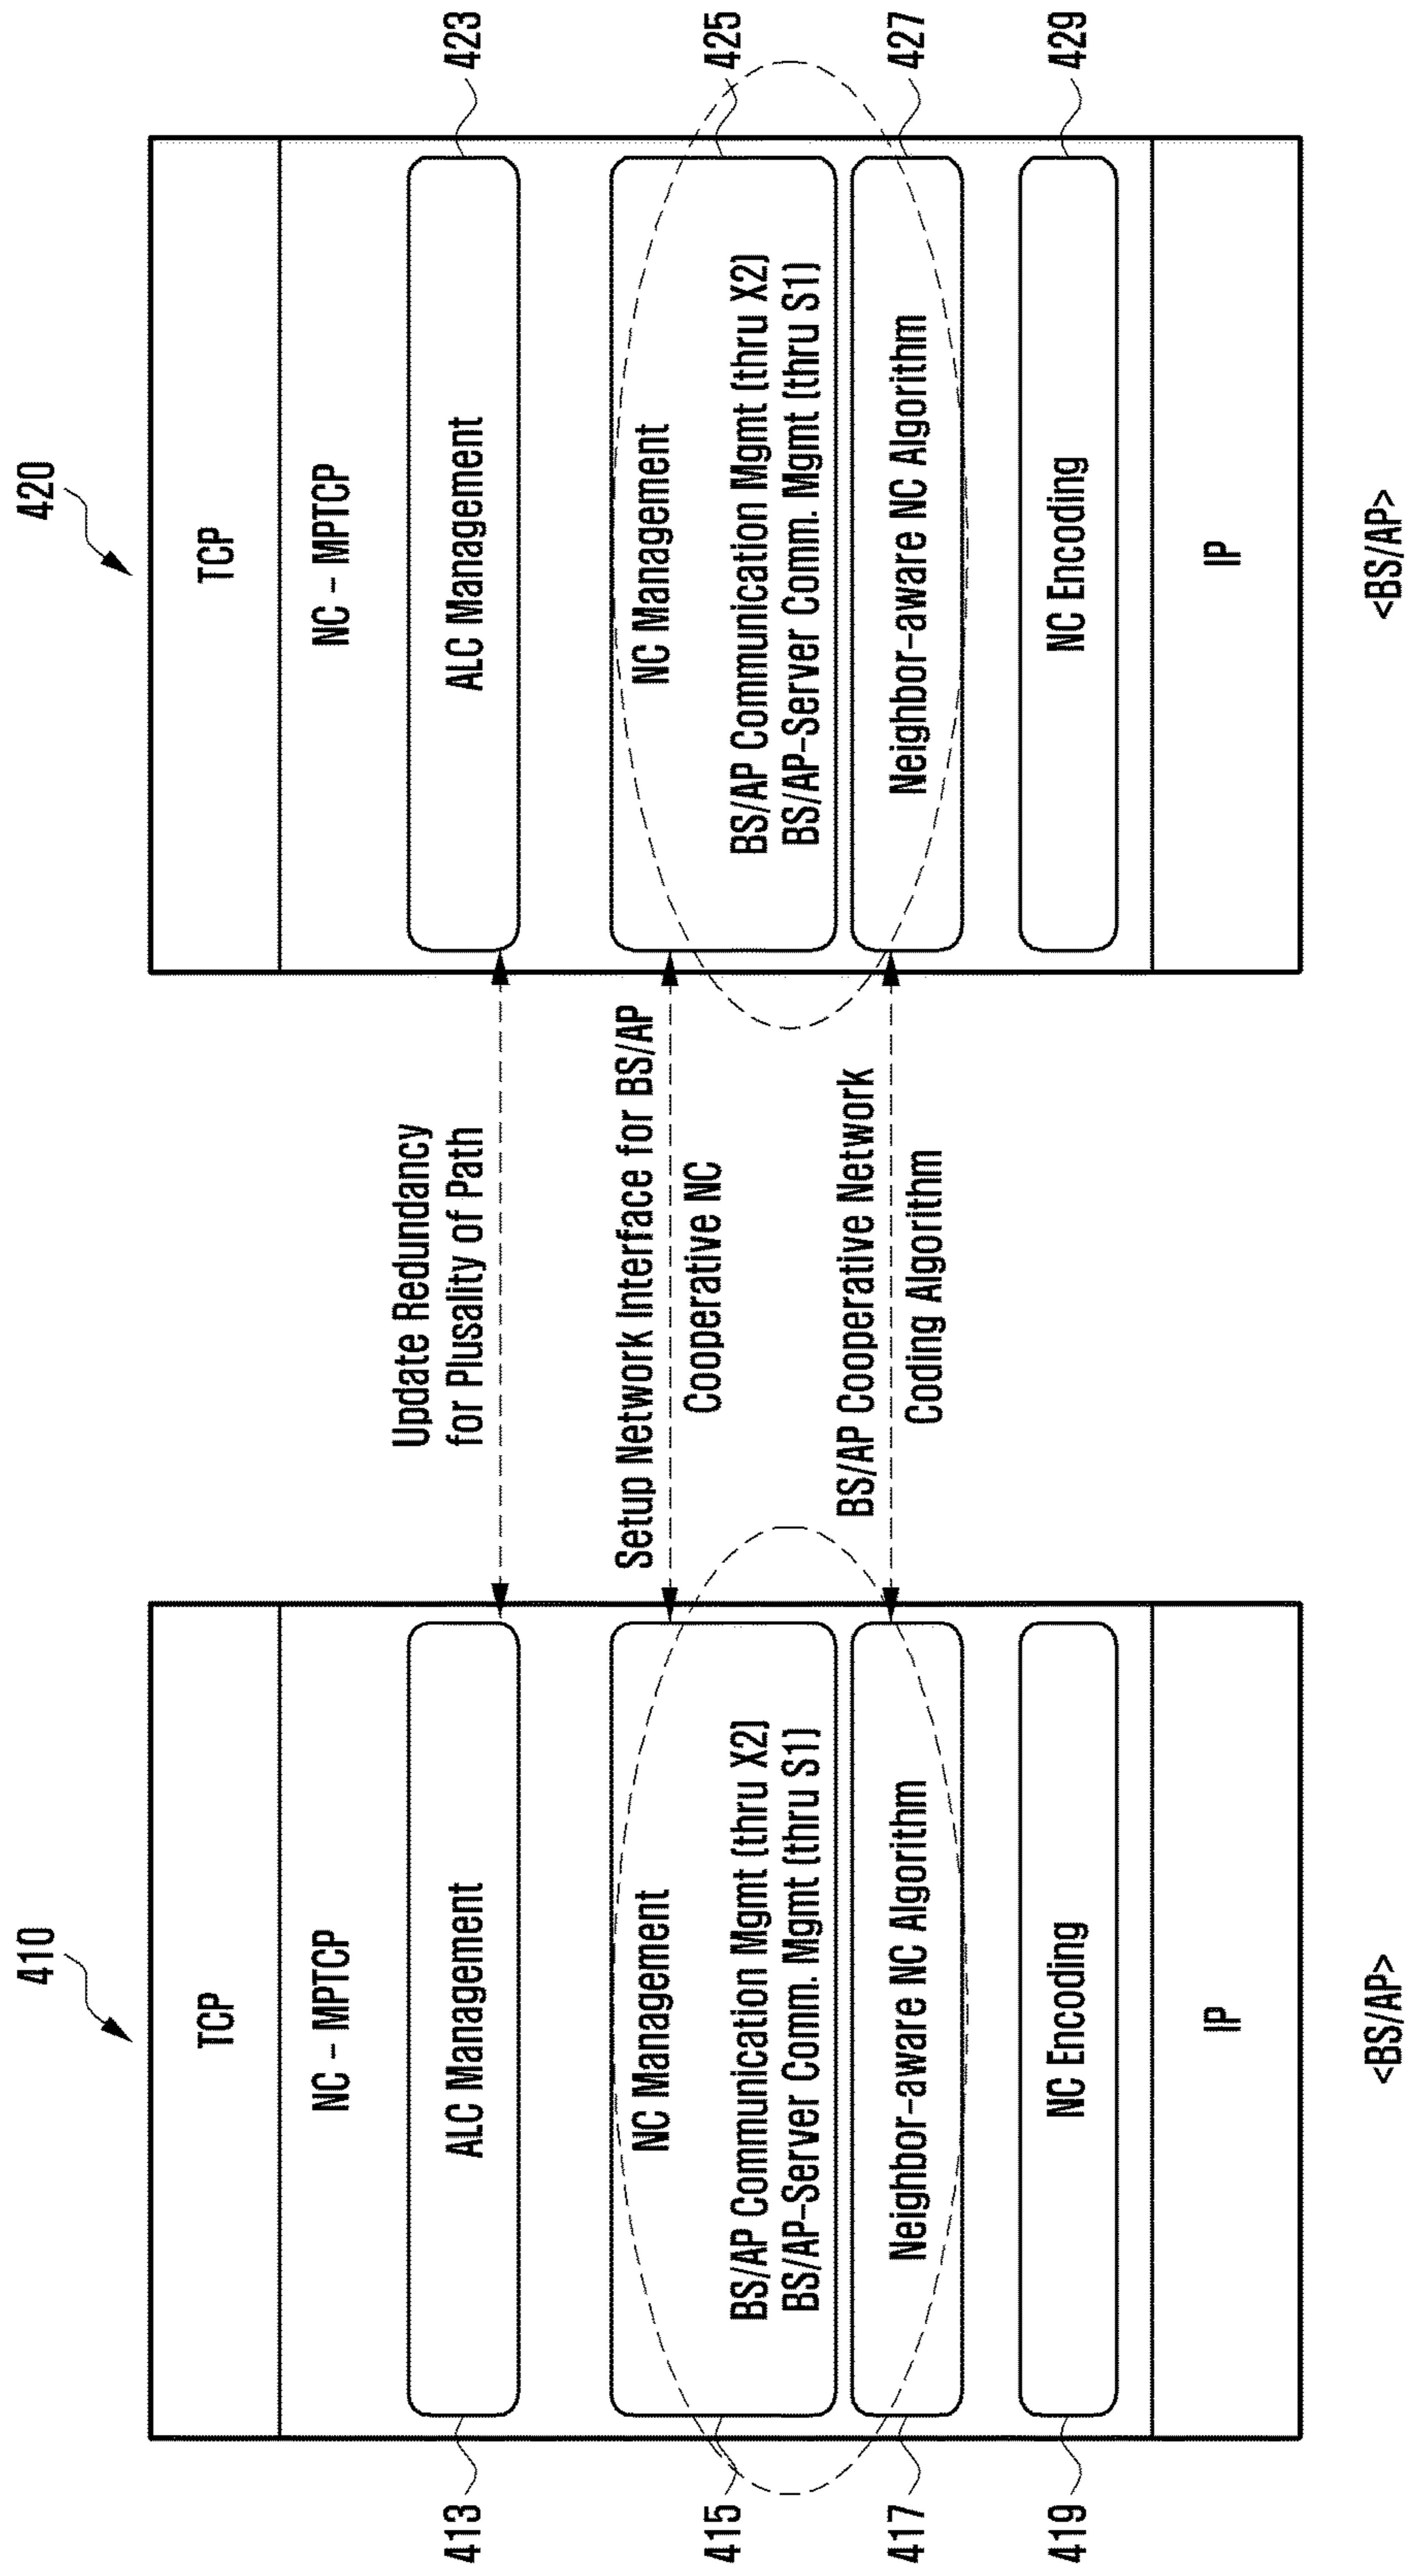 410
TCP
NC – MPTCP
413
ALC Management
415
NC Management
BS/AP Communication Mgmt (thru X2)
BS/AP-Server Comm. Mgmt (thru S1)
417
Neighbor-aware NC Algorithm
419
NC Encoding
IP
<BS/AP>
Update Redundancy
for Plusality of Path
Setup Network Interface for BS/AP
Cooperative NC
BS/AP Cooperative Network
Coding Algorithm
420
TCP
NC – MPTCP
ALC Management
423
NC Management
BS/AP Communication Mgmt (thru X2)
BS/AP-Server Comm. Mgmt (thru S1)
425
Neighbor-aware NC Algorithm
427
NC Encoding
429
IP
<BS/AP>